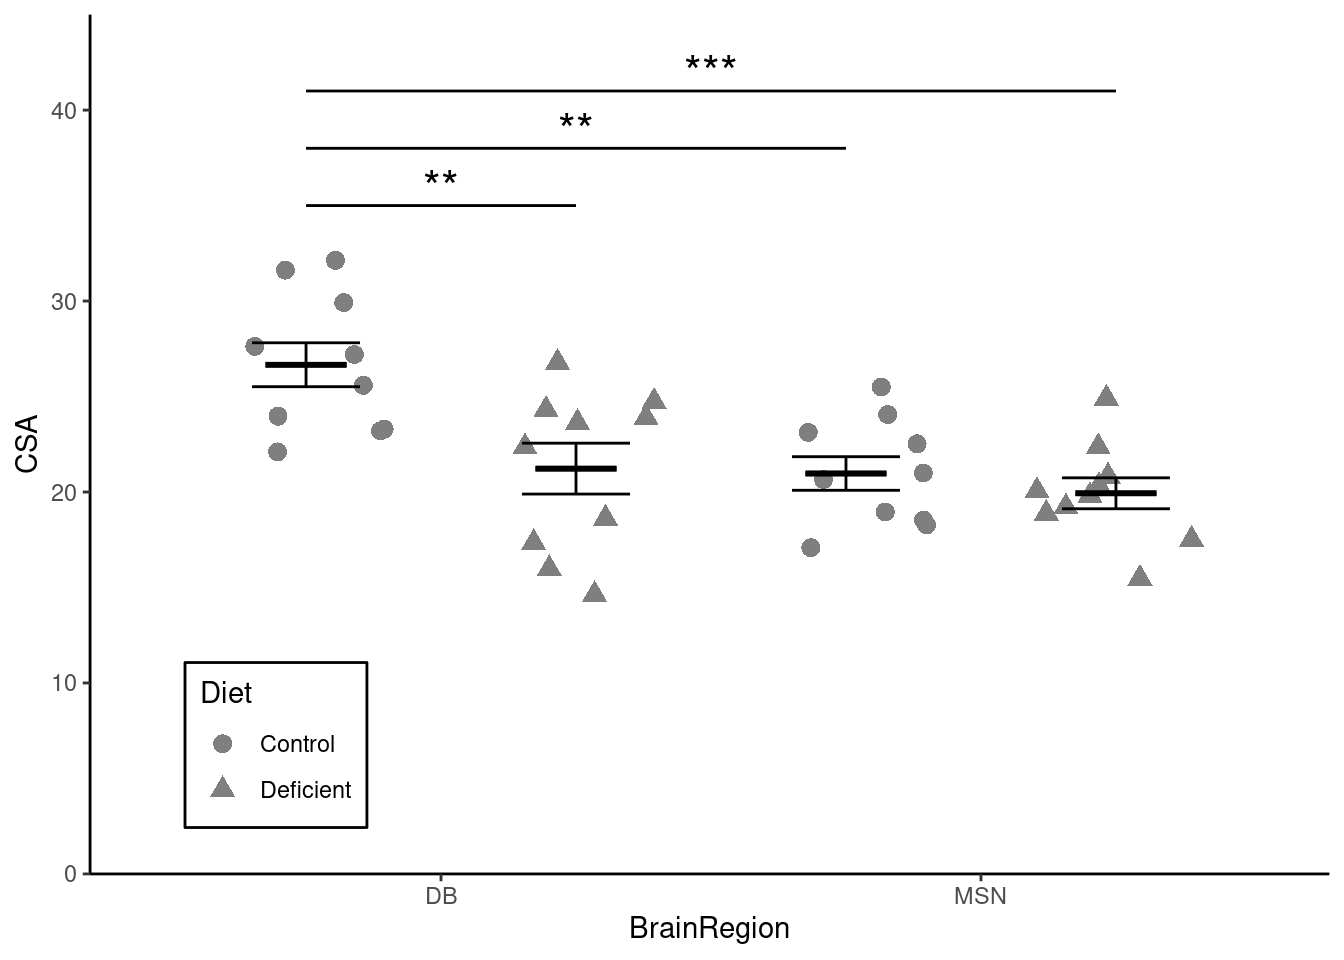 ***
40
**
**
30
CSA
20
10
Diet
Control
Deficient
0
DB
MSN
BrainRegion